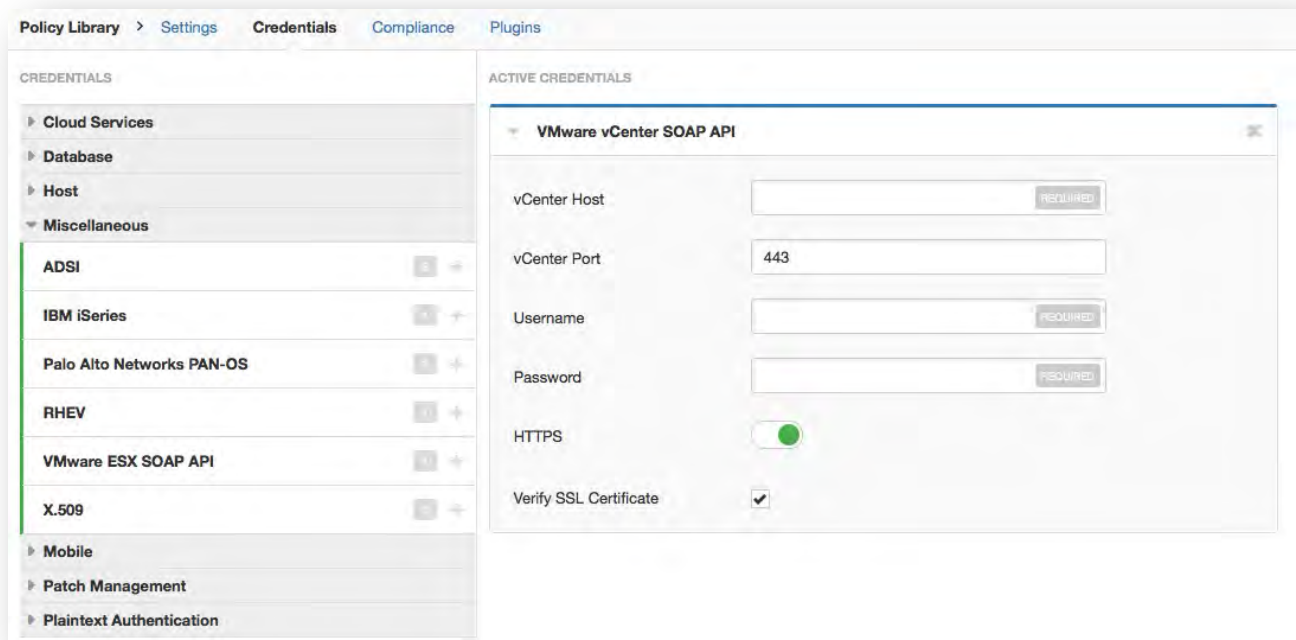 Policy Library > Settings Credentials Compliance Plugins
CREDENTIALS
Cloud Services
Database
Host
Miscellaneous
ADSI
IBM iSeries
Palo Alto Networks PAN-OS
RHEV
VMware ESX SOAP API
X.509
Mobile
Patch Management
Plaintext Authentication
ACTIVE CREDENTIALS
VMware vCenter SOAP API
vCenter Host REQUIRED
vCenter Port 443
Username REQUIRED
Password REQUIRED
HTTPS
Verify SSL Certificate